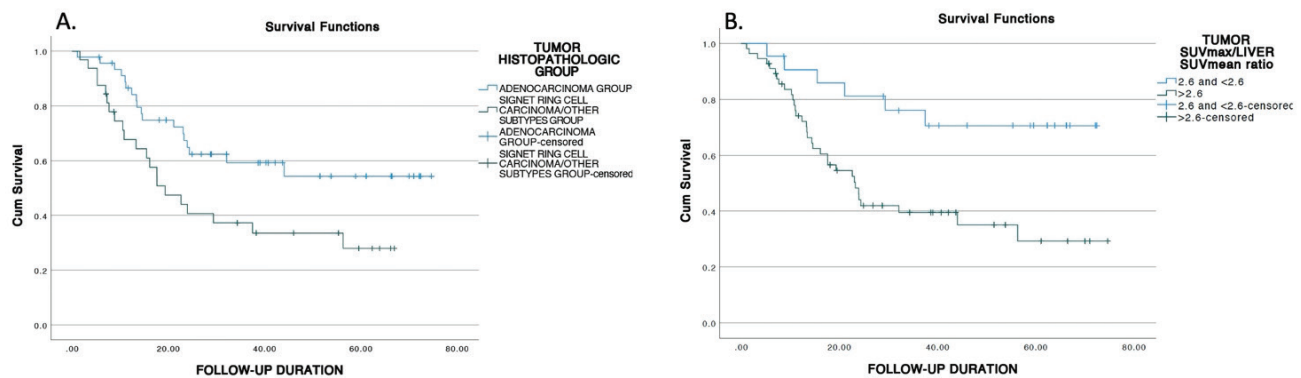 A.
Survival Functions
Cum Survival
1.0
0.8
0.6
0.4
0.2
0.0
.00 20.00 40.00 60.00 80.00
FOLLOW-UP DURATION
TUMOR
HISTOPATHOLOGIC
GROUP
ADENOCARCINOMA GROUP
SIGNET RING CELL
CARCINOMA/OTHER
SUBTYPES GROUP
ADENOCARCINOMA
GROUP-censored
SIGNET RING CELL
CARCINOMA/OTHER
SUBTYPES GROUP-censored
B.
Survival Functions
Cum Survival
1.0
0.8
0.6
0.4
0.2
0.0
.00 20.00 40.00 60.00 80.00
FOLLOW-UP DURATION
TUMOR
SUVmax/LIVER
SUVmean ratio
2.6 and <2.6
>2.6
2.6 and <2.6-censored
>2.6-censored